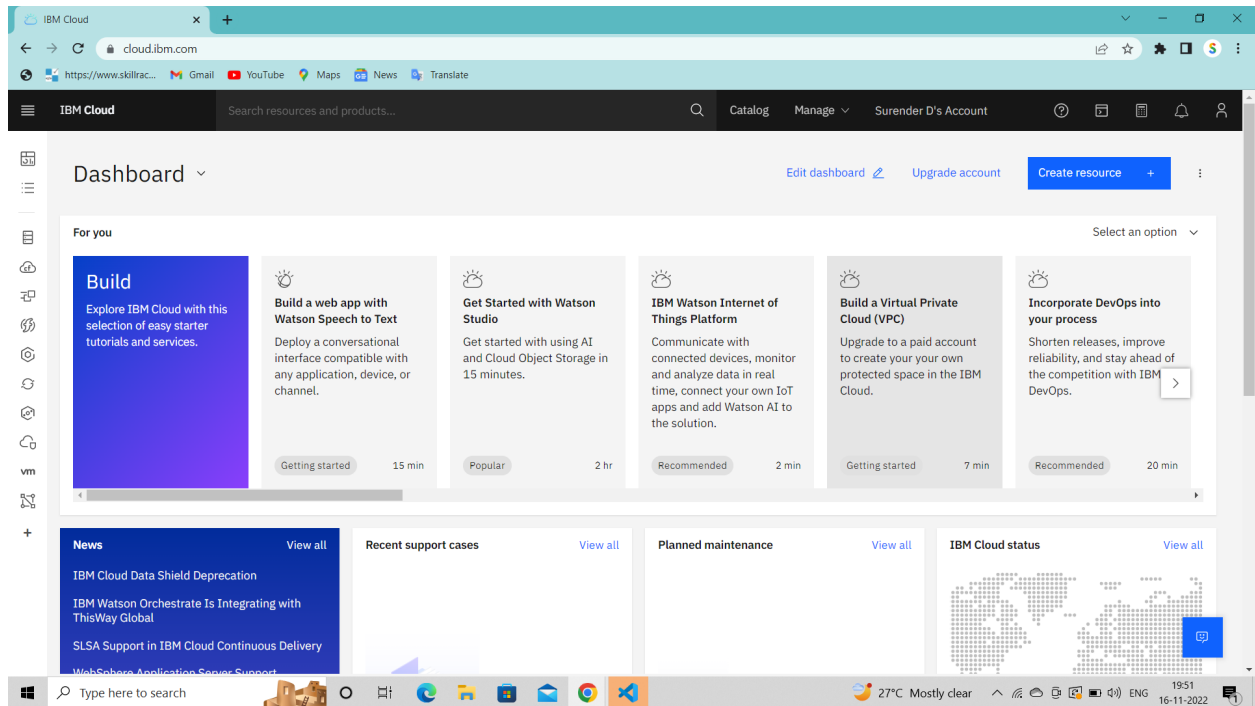 IBM Cloud
cloud.ibm.com
https://www.skillrac... Gmail YouTube Maps News Translate
IBM Cloud Search resources and products... Catalog Manage Surender D's Account
Dashboard Edit dashboard Upgrade account Create resource +
For you Select an option
Build
Explore IBM Cloud with this
selection of easy starter
tutorials and services.
Build a web app with
Watson Speech to Text
Deploy a conversational
interface compatible with
any application, device, or
channel.
Getting started 15 min
Get Started with Watson
Studio
Get started with using AI
and Cloud Object Storage in
15 minutes.
Popular 2 hr
IBM Watson Internet of
Things Platform
Communicate with
connected devices, monitor
and analyze data in real
time, connect your own IoT
apps and add Watson AI to
the solution.
Recommended 2 min
Build a Virtual Private
Cloud (VPC)
Upgrade to a paid account
to create your your own
protected space in the IBM
Cloud.
Getting started 7 min
Incorporate DevOps into
your process
Shorten releases, improve
reliability, and stay ahead of
the competition with IBM
DevOps.
Recommended 20 min
vm
News View all
IBM Cloud Data Shield Deprecation
IBM Watson Orchestrate Is Integrating with
ThisWay Global
SLSA Support in IBM Cloud Continuous Delivery
WebSphere Application Server Support
Recent support cases View all
Planned maintenance View all
IBM Cloud status View all
Type here to search 27°C Mostly clear ENG 19:51
16-11-2022